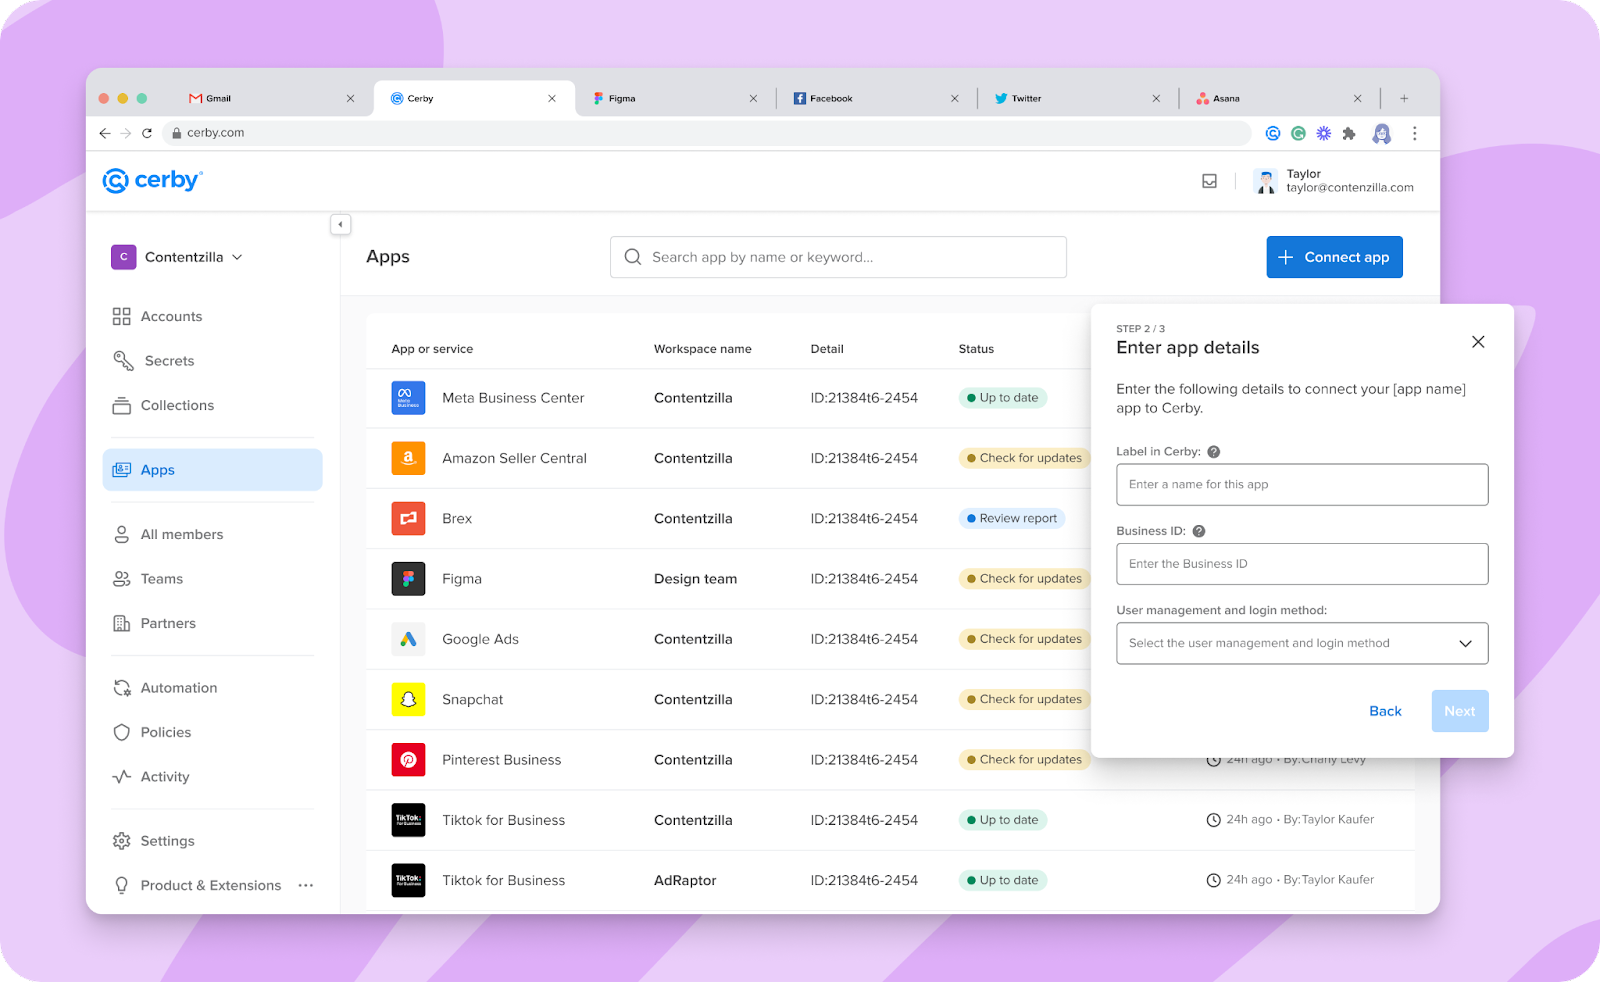 Gmail
Cerby
Figma
Facebook
Twitter
Asana
cerby.com
cerby
Taylor
taylor@contenzilla.com
C
Contentzilla
Accounts
Secrets
Collections
Apps
All members
Teams
Partners
Automation
Policies
Activity
Settings
Product & Extensions
Apps
Search app by name or keyword...
Connect app
App or service Workspace name Detail Status
Meta Business Center Contentzilla ID:21384t6-2454 Up to date
Amazon Seller Central Contentzilla ID:21384t6-2454 Check for updates
Brex Contentzilla ID:21384t6-2454 Review report
Figma Design team ID:21384t6-2454 Check for updates
Google Ads Contentzilla ID:21384t6-2454 Check for updates
Snapchat Contentzilla ID:21384t6-2454 Check for updates
Pinterest Business Contentzilla ID:21384t6-2454 Check for updates 24h ago • By: Charly Levy
TikTok:
For Business
Tiktok for Business Contentzilla ID:21384t6-2454 Up to date 24h ago • By:Taylor Kaufer
TikTok:
For Business
Tiktok for Business AdRaptor ID:21384t6-2454 Up to date 24h ago • By:Taylor Kaufer
STEP 2 / 3
Enter app details
Enter the following details to connect your [app name]
app to Cerby.
Label in Cerby:
Enter a name for this app
Business ID:
Enter the Business ID
User management and login method:
Select the user management and login method
Back
Next